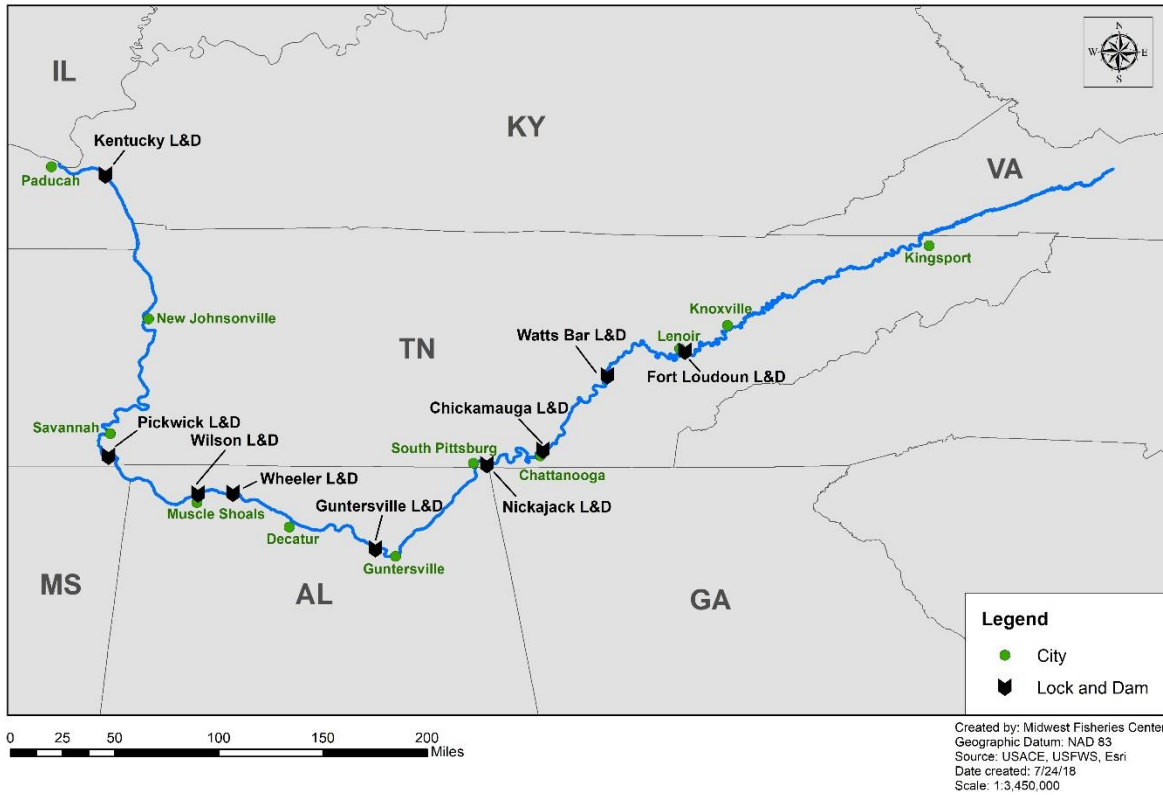 N
W E
S
IL
KY
VA
Kentucky L&D
Paducah
Kingsport
New Johnsonville
Knoxville
Watts Bar L&D
Lenoir
TN
Fort Loudoun L&D
Chickamauga L&D
Savannah
Pickwick L&D
South Pittsburg
Wilson L&D
Chattanooga
Wheeler L&D
Nickajack L&D
Guntersville L&D
Muscle Shoals
Decatur
Guntersville
MS
AL
GA
Legend
City
Lock and Dam
0 25 50 100 150 200
Miles
Created by: Midwest Fisheries Center
Geographic Datum: NAD 83
Source: USACE, USFWS, Esri
Date created: 7/24/18
Scale: 1:3,450,000